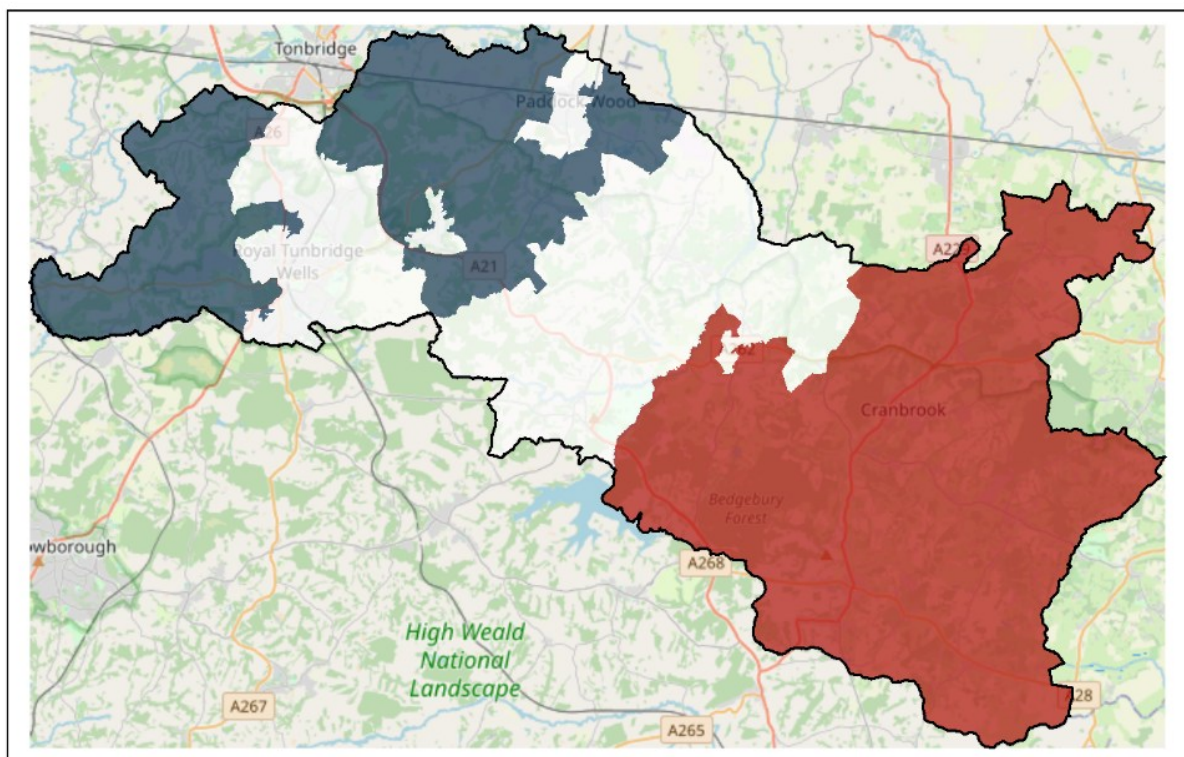 Tonbridge
Paddock Wood
A26
Royal Tunbridge
Wells
A21
A229
A262
Cranbrook
Bedgebury
Forest
owborough
A268
High Weald
National
Landscape
A28
A267
A265